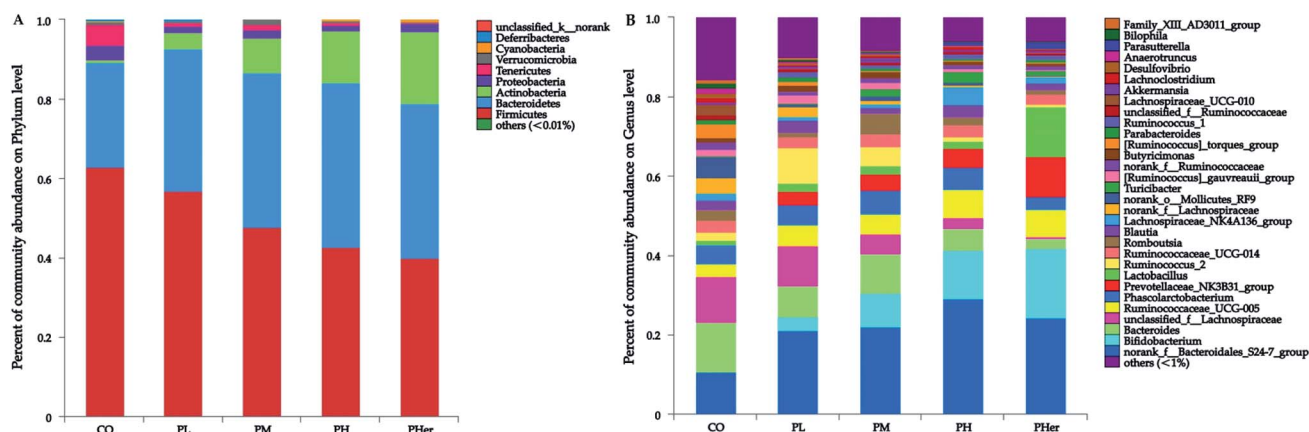 A
Percent of community abundance on Phylum level
1.0
0.8
0.6
0.4
0.2
0
CO
PL
PM
PH
PHer
unclassified_k__norank
Deferribacteres
Cyanobacteria
Verrucomicrobia
Tenericutes
Proteobacteria
Actinobacteria
Bacteroidetes
Firmicutes
others (<0.01%)
B
Percent of community abundance on Genus level
1.0
0.8
0.6
0.4
0.2
0
CO
PL
PM
PH
PHer
Family_XIII_AD3011_group
Bilophila
Parasutterella
Anaerotruncus
Desulfovibrio
Lachnoclostridium
Akkermansia
Lachnospiraceae_UCG-010
unclassified_f__Ruminococcaceae
Ruminococcus_1
Parabacteroides
[Ruminococcus]_torques_group
Butyricimonas
norank_f__Ruminococcaceae
[Ruminococcus]_gauvreauii_group
Turicibacter
norank_o__Mollicutes_RF9
norank_f__Lachnospiraceae
Lachnospiraceae_NK4A136_group
Blautia
Romboutsia
Ruminococcaceae_UCG-014
Ruminococcus_2
Lactobacillus
Prevotellaceae_NK3B31_group
Phascolarctobacterium
Ruminococcaceae_UCG-005
unclassified_f__Lachnospiraceae
Bacteroides
Bifidobacterium
norank_f__Bacteroidales_S24-7_group
others (<1%)